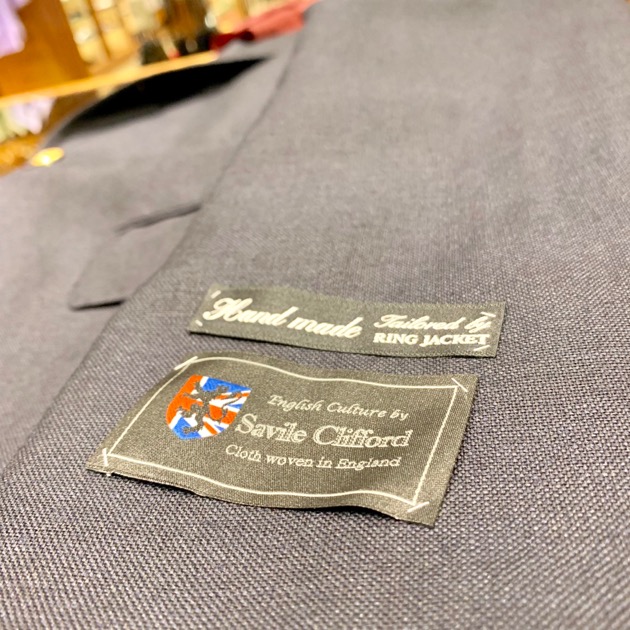 Hand made Tailored by
RING JACKET
English Culture by
Savile Clifford
Cloth woven in England